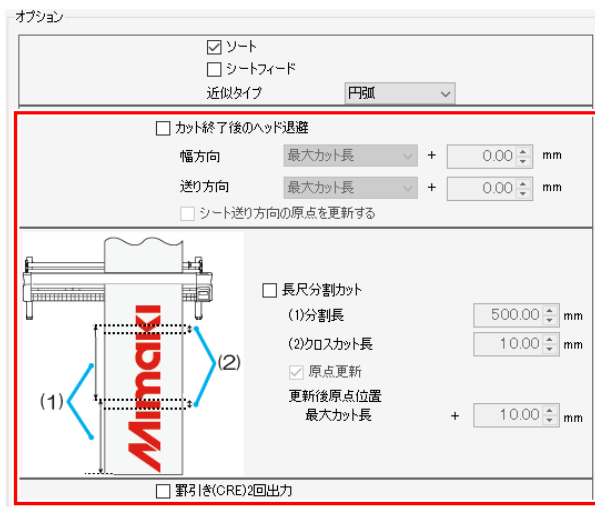 オプション
ソート
シートフィード
近似タイプ 円弧
カット終了後のヘッド退避
幅方向 最大カット長 + 0.00 mm
送り方向 最大カット長 + 0.00 mm
シート送り方向の原点を更新する
長尺分割カット
(1)分割長 500.00 mm
(2)クロスカット長 10.00 mm
原点更新
更新後原点位置
最大カット長 + 10.00 mm
(1)
(2)
Mimaki
罫引き(CRE)2回出力